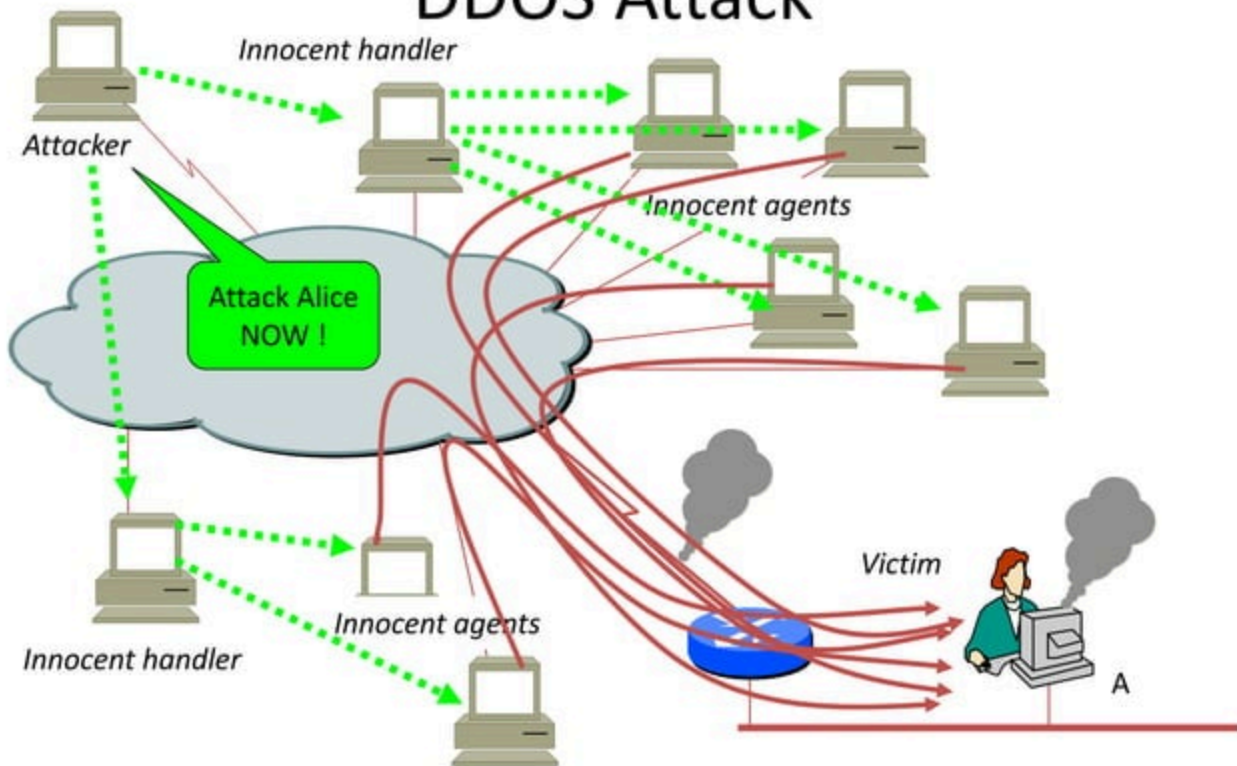 DDOS Attack
Innocent handler
Attacker
Innocent agents
Attack Alice
NOW !
Victim
Innocent agents
Innocent handler
A